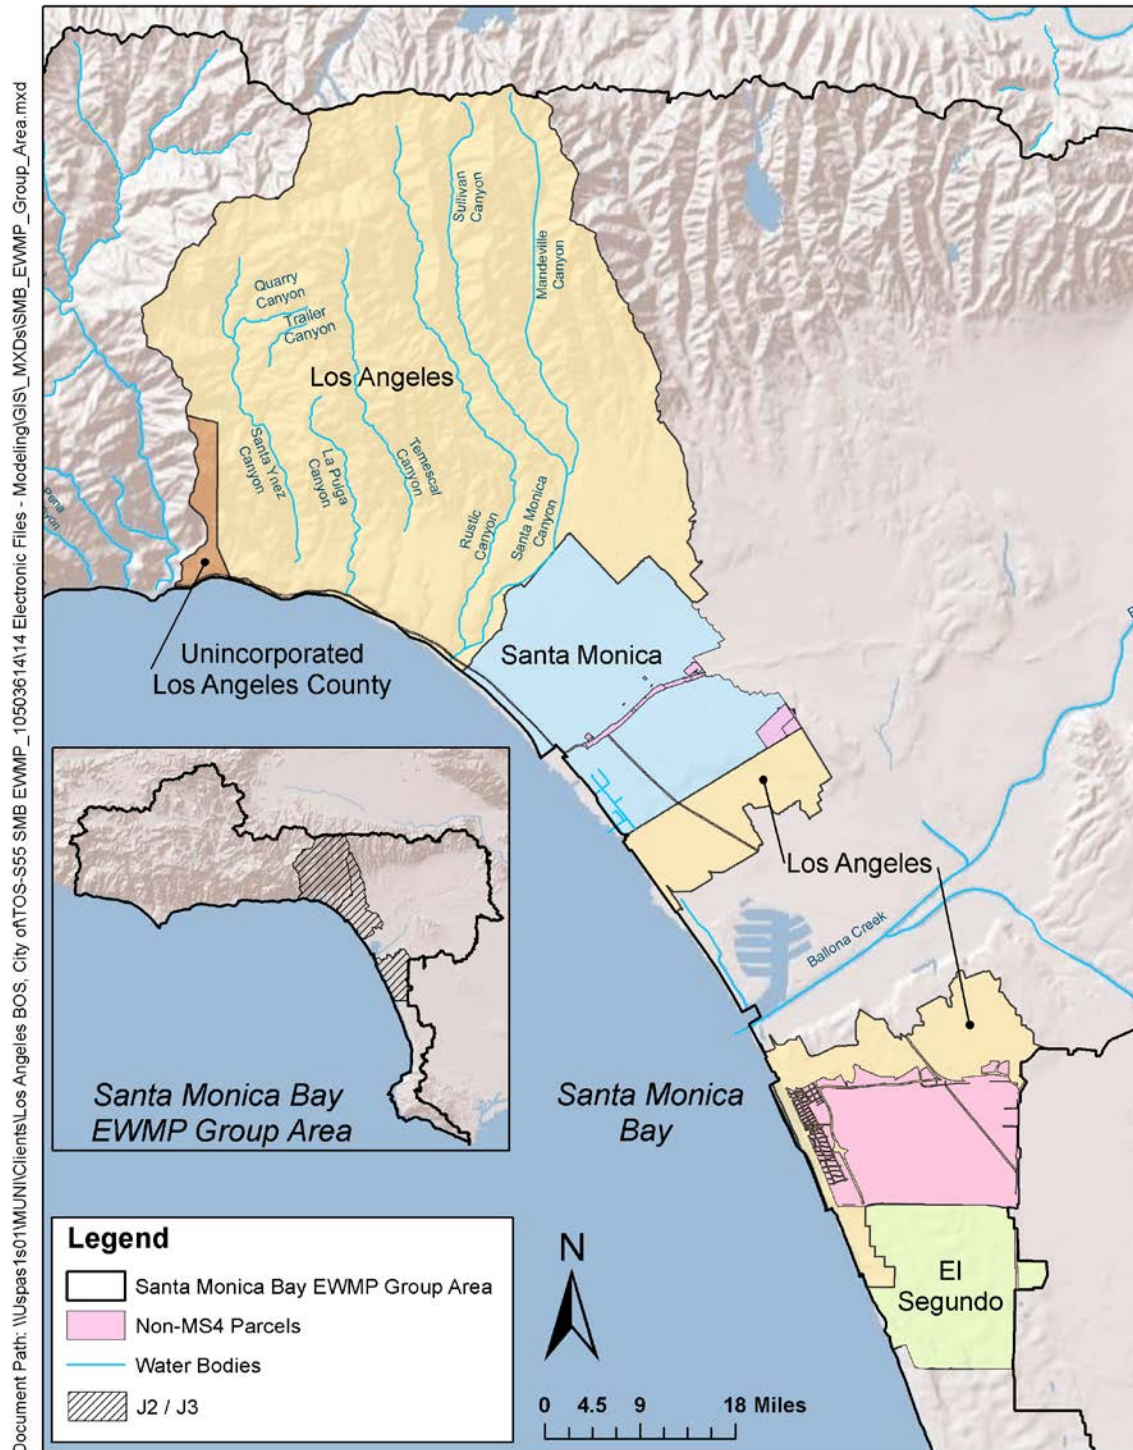 Document Path: \\Uspas1s01\MUNI\Clients\Los Angeles BOS, City of\TOS-S55 SMB EWMP_10503614\14 Electronic Files - Modeling\GIS\_MXDs\SMB_EWMP_Group_Area.mxd
Sullivan
Canyon
Mandeville
Canyon
Quarry
Canyon
Trailer
Canyon
Los Angeles
Santa Ynez
Canyon
La Pulga
Canyon
Temescal
Canyon
Rustic
Canyon
Santa Monica
Canyon
Pena
Unincorporated
Los Angeles County
Santa Monica
Los Angeles
Ballona Creek
Santa Monica Bay
EWMP Group Area
Santa Monica
Bay
El
Segundo
Legend
Santa Monica Bay EWMP Group Area
Non-MS4 Parcels
Water Bodies
J2 / J3
N
0 4.5 9 18 Miles